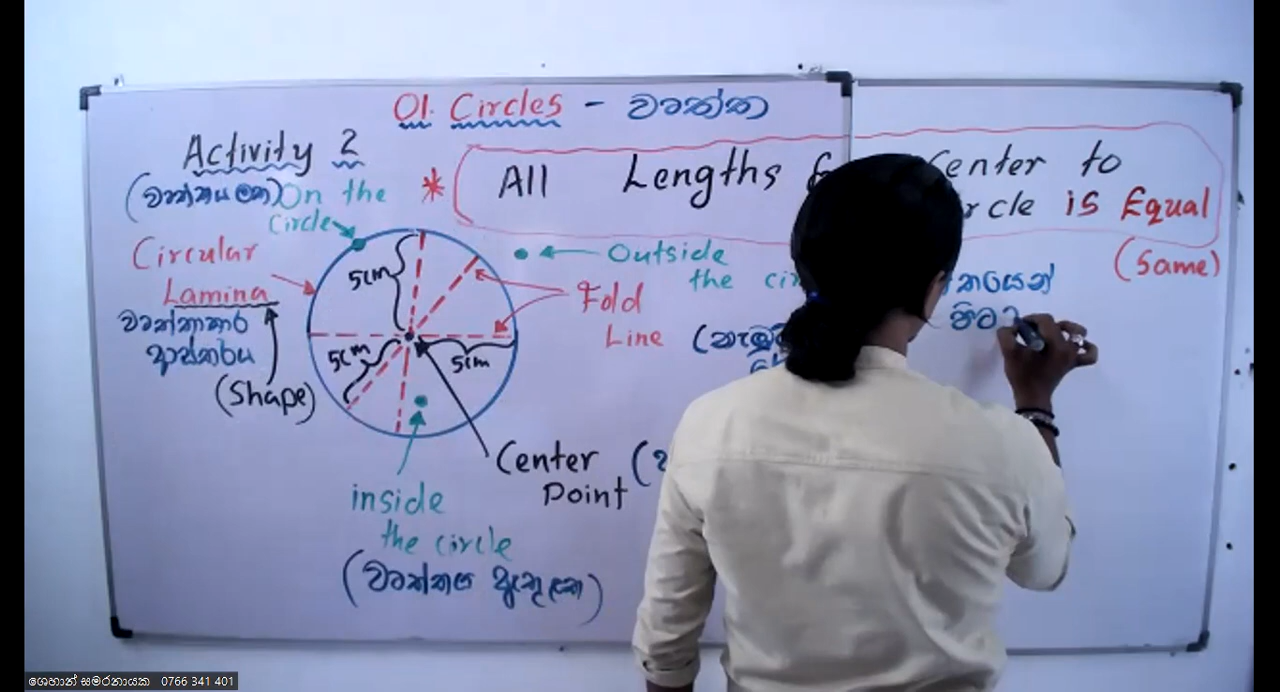 01. Circles - වෘත්ත
Activity 2
(වෘත්තය මත) On the
circle
* All Lengths Center to
is Equal
(Same)
Circular
Lamina
වෘත්තාකාර
ආස්තරය
(Shape)
5cm
5cm
5cm
Outside
the
Fold
Line
Center
Point
inside
the circle
(වෘත්තය ඇතුළත)
ශෙහාන් සමරනායක 0766 341 401